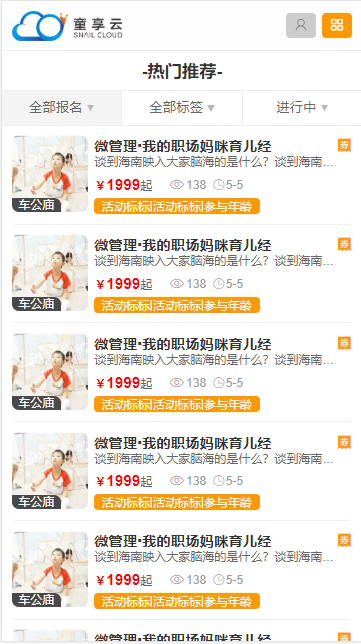 童享云
SNAIL CLOUD
-热门推荐-
全部报名 全部标签 进行中
微管理•我的职场妈咪育儿经 券
谈到海南映入大家脑海的是什么？谈到海南...
￥1999起 138 5-5
车公庙 活动标标|活动标标|参与年龄
微管理•我的职场妈咪育儿经 券
谈到海南映入大家脑海的是什么？谈到海南...
￥1999起 138 5-5
车公庙 活动标标|活动标标|参与年龄
微管理•我的职场妈咪育儿经 券
谈到海南映入大家脑海的是什么？谈到海南...
￥1999起 138 5-5
车公庙 活动标标|活动标标|参与年龄
微管理•我的职场妈咪育儿经 券
谈到海南映入大家脑海的是什么？谈到海南...
￥1999起 138 5-5
车公庙 活动标标|活动标标|参与年龄
微管理•我的职场妈咪育儿经 券
谈到海南映入大家脑海的是什么？谈到海南...
￥1999起 138 5-5
车公庙 活动标标|活动标标|参与年龄
微管理•我的职场妈咪育儿经 券